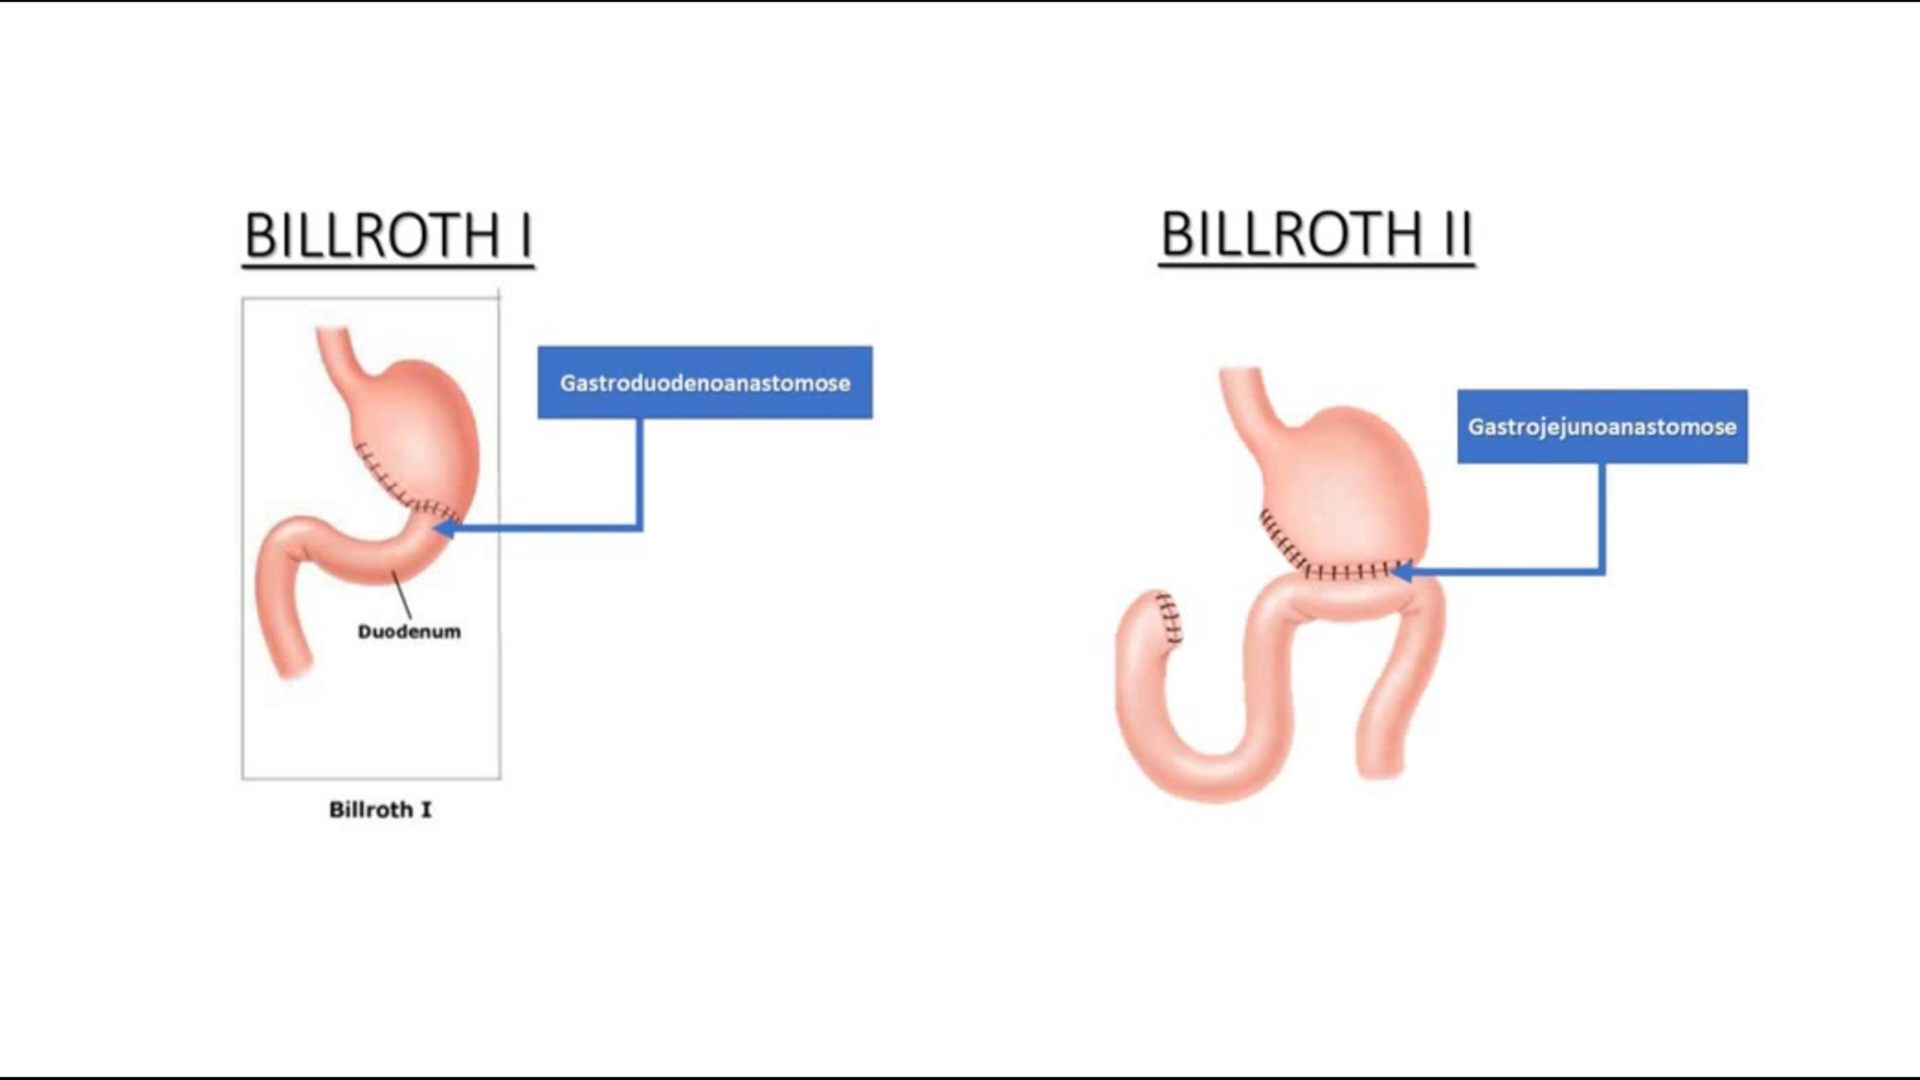 BILLROTH I
Gastroduodenoanastomose
Duodenum
Billroth I
BILLROTH II
Gastrojejunoanastomose